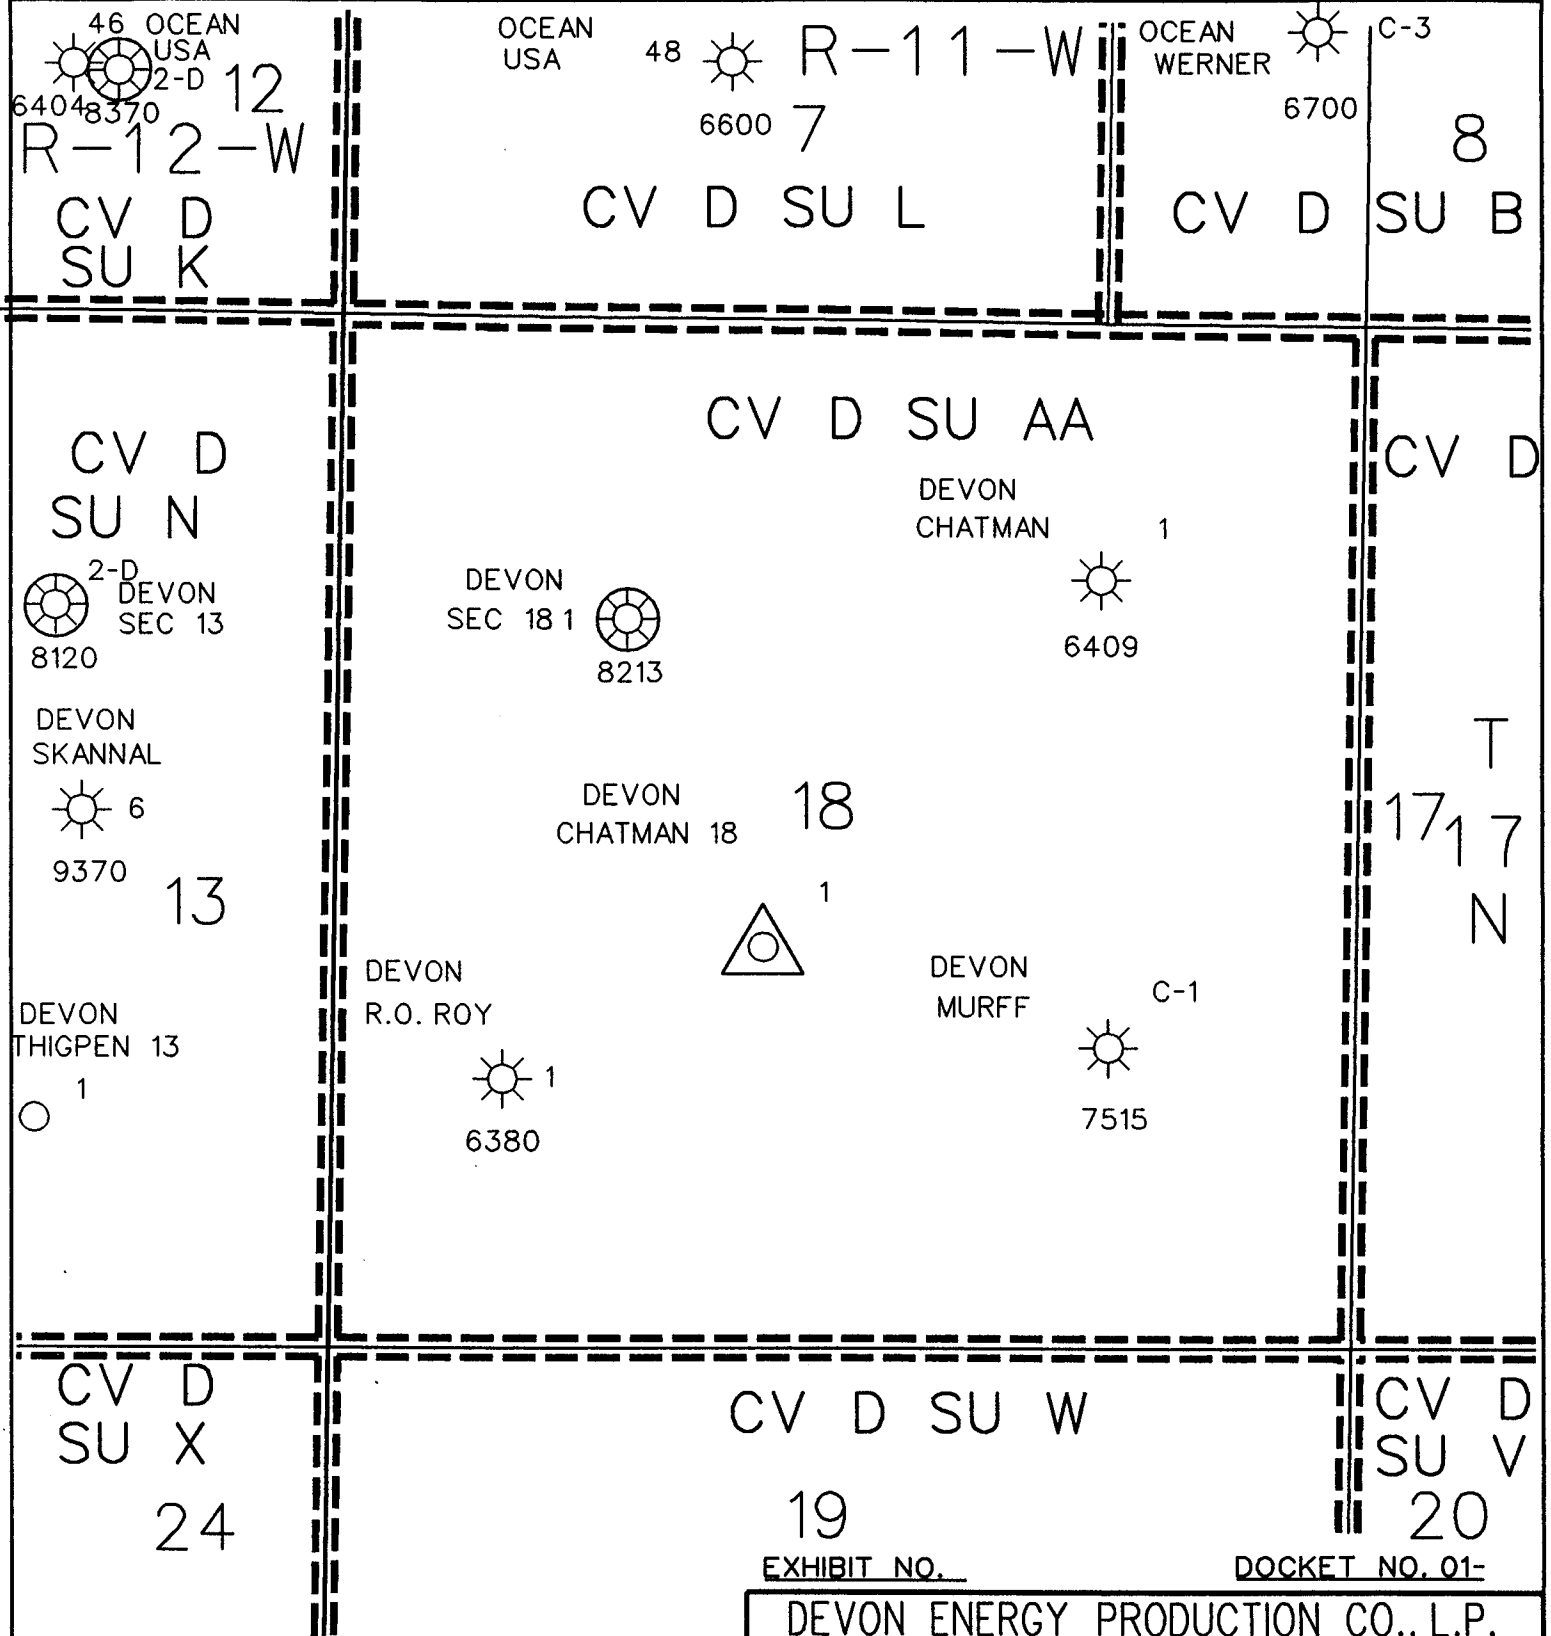 46 OCEAN
USA
2-D
12
6404
8370
R-12-W
CV D
SU K
OCEAN
USA
48
R-11-W
6600
7
CV D SU L
OCEAN
WERNER
C-3
6700
8
CV D SU B
CV D
SU N
2-D
DEVON
SEC 13
8120
DEVON
SKANNAL
6
9370
13
DEVON
THIGPEN 13
1
CV D SU AA
DEVON
CHATMAN 1
6409
DEVON
SEC 18 1
8213
DEVON
CHATMAN 18
18
1
DEVON
R.O. ROY
1
6380
DEVON
MURFF
C-1
7515
CV D
17
T
17
N
CV D
SU X
24
CV D SU W
19
CV D
SU V
20
EXHIBIT NO.
DOCKET NO. 01-
DEVON ENERGY PRODUCTION CO., L.P.